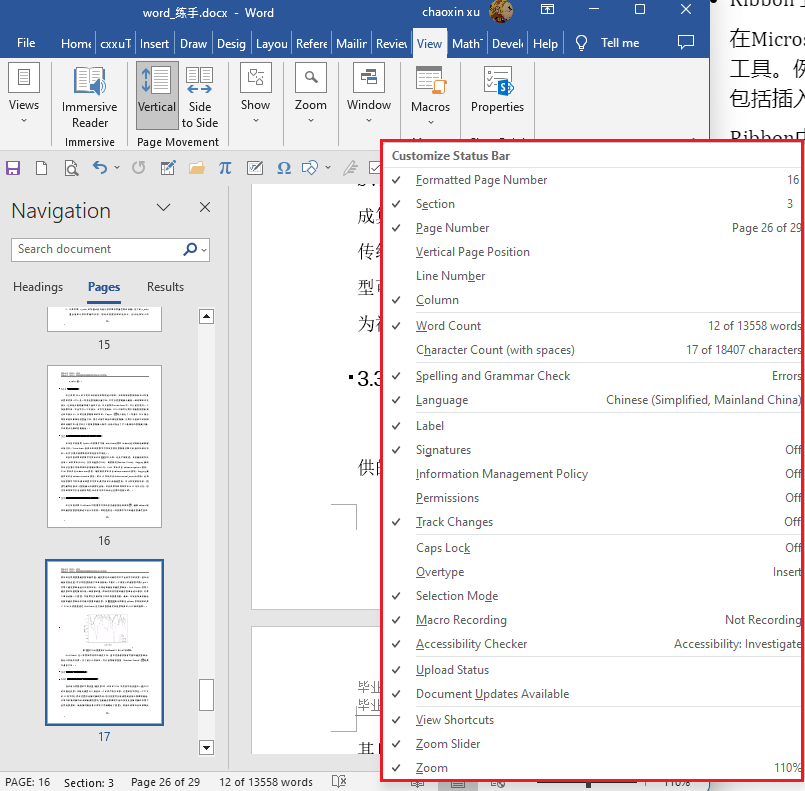 word_练手.docx - Word
chaoxin xu
File
Home
cxxuT
Insert
Draw
Desig
Layou
Refere
Mailin
Review
View
Math
Develo
Help
Tell me
Views
Immersive Reader
Vertical
Side to Side
Show
Zoom
Window
Macros
Properties
Immersive
Page Movement
在Micros
工具。例
包括插入
Ribbon
Navigation
Search document
Headings
Pages
Results
15
16
17
传统
为
3.3
供的
毕业
毕业
Customize Status Bar
Formatted Page Number 16
Section 3
Page Number Page 26 of 29
Vertical Page Position
Line Number
Column
Word Count 12 of 13558 words
Character Count (with spaces) 17 of 18407 characters
Spelling and Grammar Check Errors
Language Chinese (Simplified, Mainland China)
Label
Signatures Off
Information Management Policy Off
Permissions Off
Track Changes Off
Caps Lock Off
Overtype Insert
Selection Mode
Macro Recording Not Recording
Accessibility Checker Accessibility: Investigate
Upload Status
Document Updates Available
View Shortcuts
Zoom Slider
Zoom 110%
PAGE: 16
Section: 3
Page 26 of 29
12 of 13558 words
110%